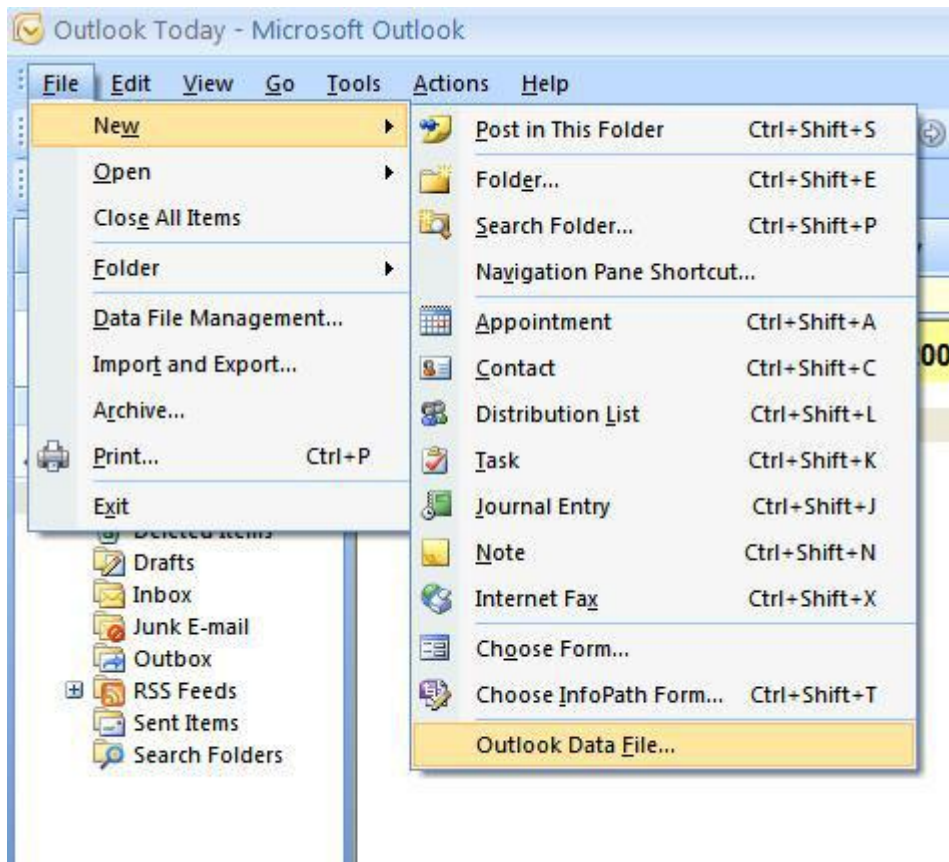 Outlook Today - Microsoft Outlook
File Edit View Go Tools Actions Help
New
Open
Close All Items
Folder
Data File Management...
Import and Export...
Archive...
Print... Ctrl+P
Exit
Post in This Folder Ctrl+Shift+S
Folder... Ctrl+Shift+E
Search Folder... Ctrl+Shift+P
Navigation Pane Shortcut...
Appointment Ctrl+Shift+A
Contact Ctrl+Shift+C
Distribution List Ctrl+Shift+L
Task Ctrl+Shift+K
Journal Entry Ctrl+Shift+J
Note Ctrl+Shift+N
Internet Fax Ctrl+Shift+X
Choose Form...
Choose InfoPath Form... Ctrl+Shift+T
Outlook Data File...
00
Deleted Items
Drafts
Inbox
Junk E-mail
Outbox
RSS Feeds
Sent Items
Search Folders